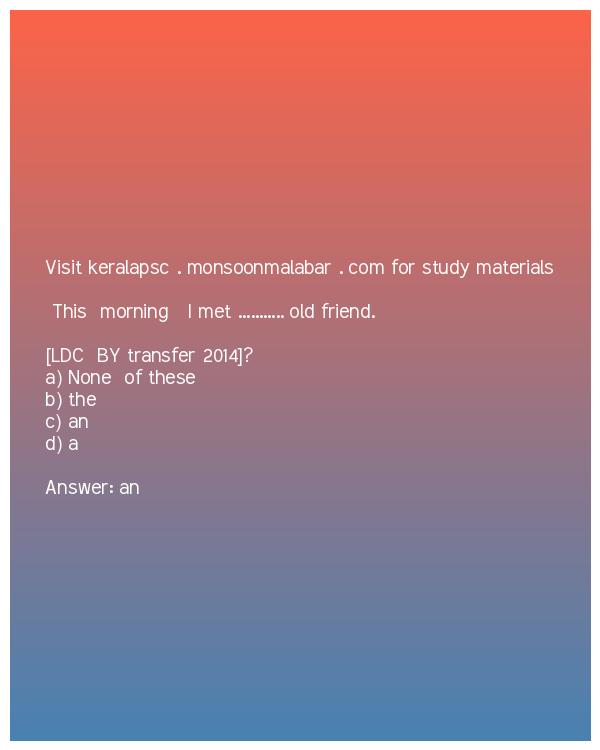 Visit keralapsc . monsoonmalabar . com for study materials
This morning I met ........... old friend.
[LDC BY transfer 2014]?
a) None of these
b) the
c) an
d) a
Answer: an